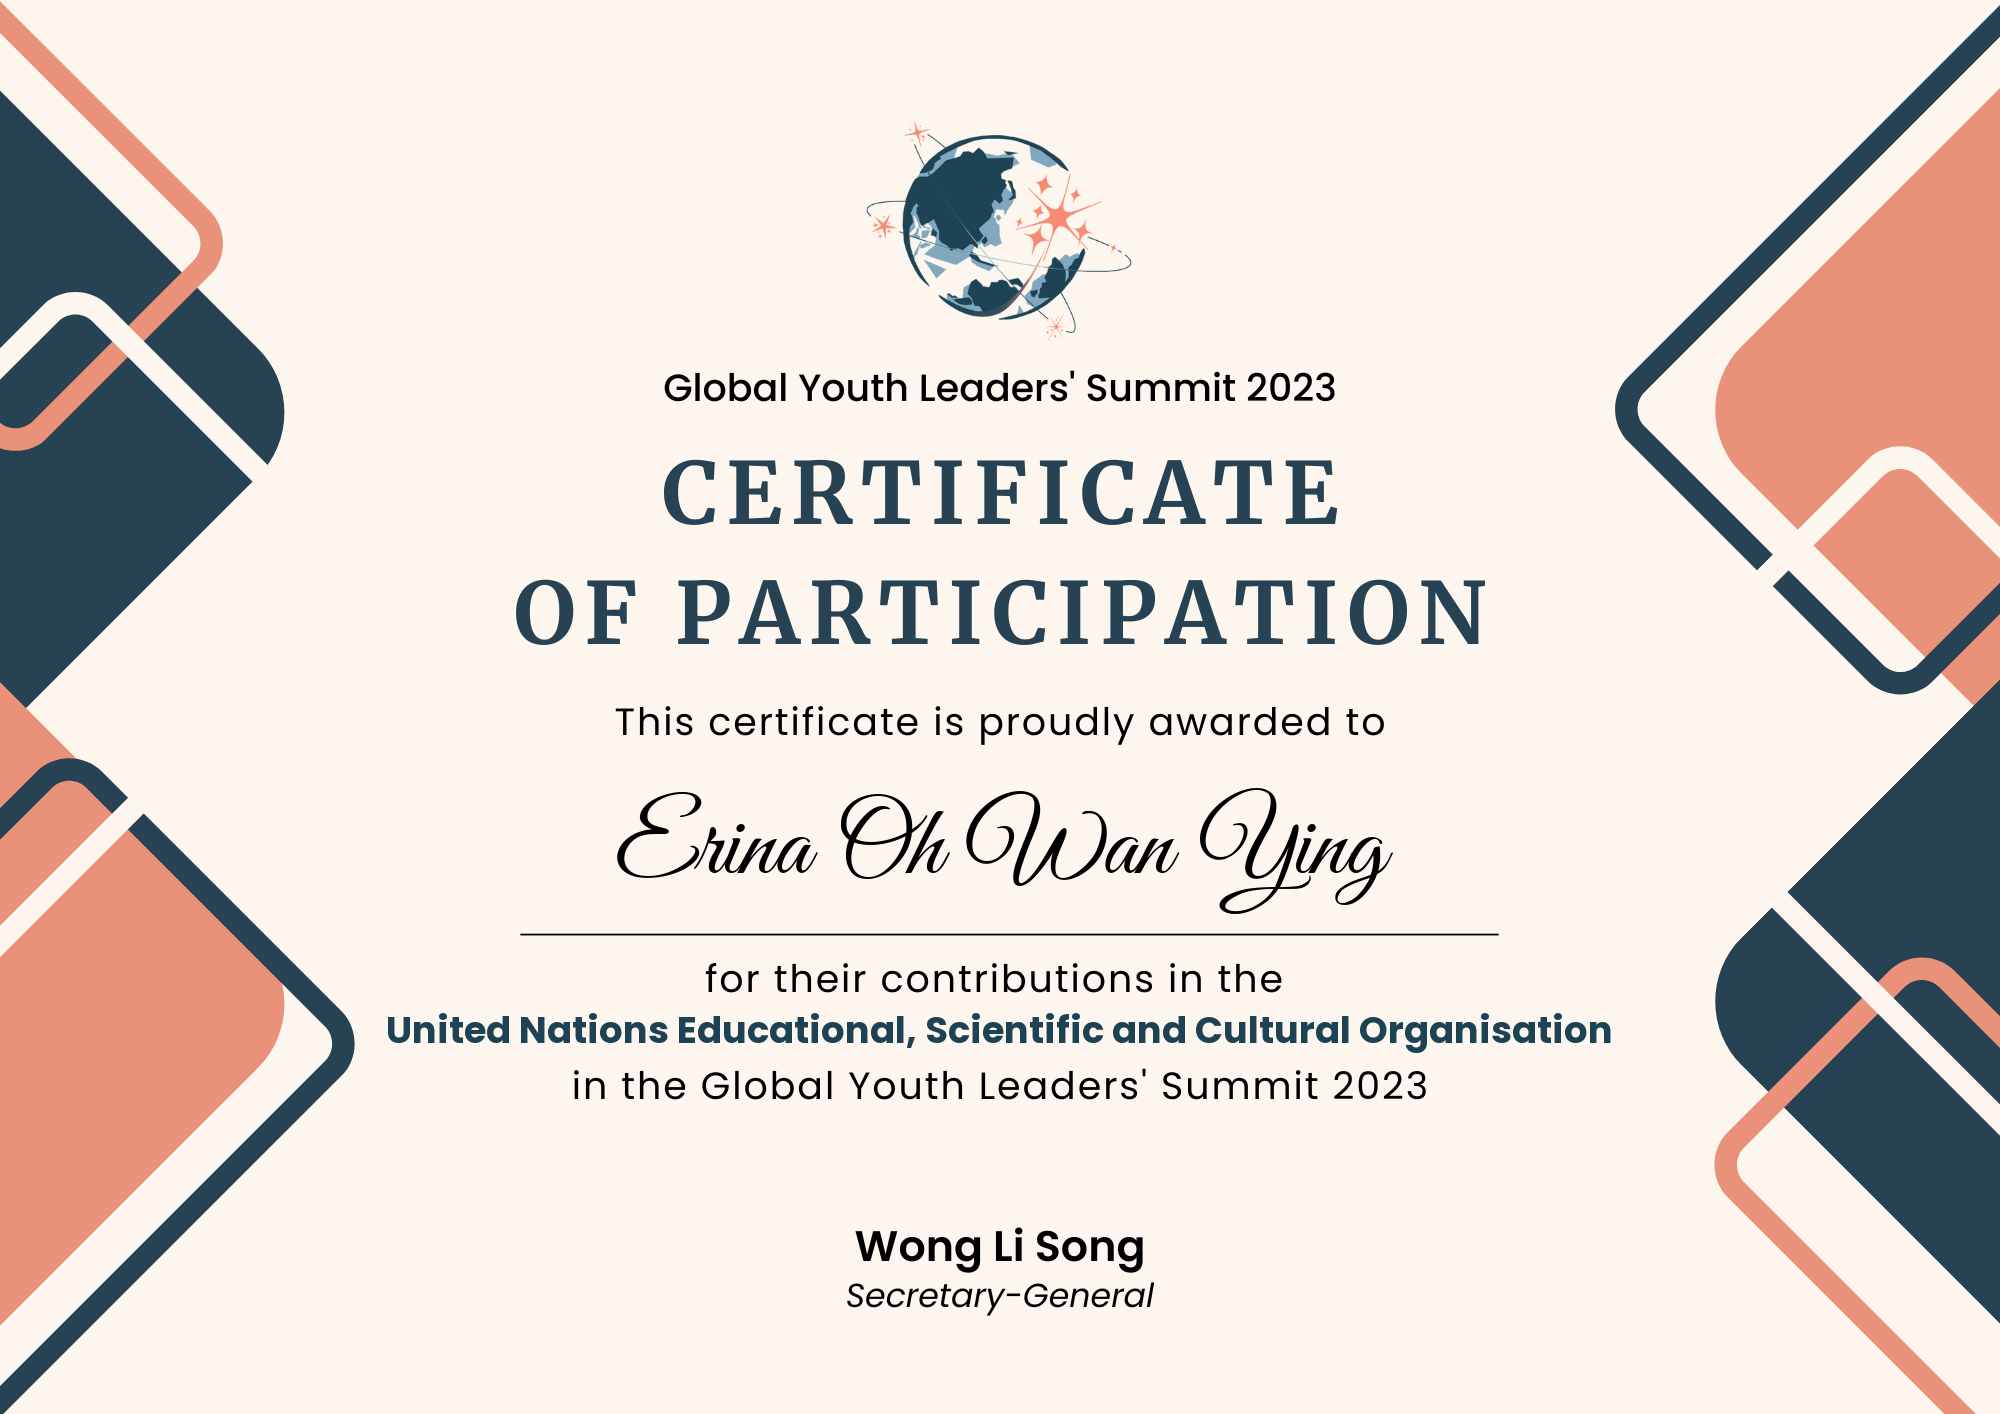 Global Youth Leaders' Summit 2023
CERTIFICATE
OF PARTICIPATION
This certificate is proudly awarded to
Erina Oh Wan Ying
for their contributions in the
United Nations Educational, Scientific and Cultural Organisation
in the Global Youth Leaders' Summit 2023
Wong Li Song
Secretary-General